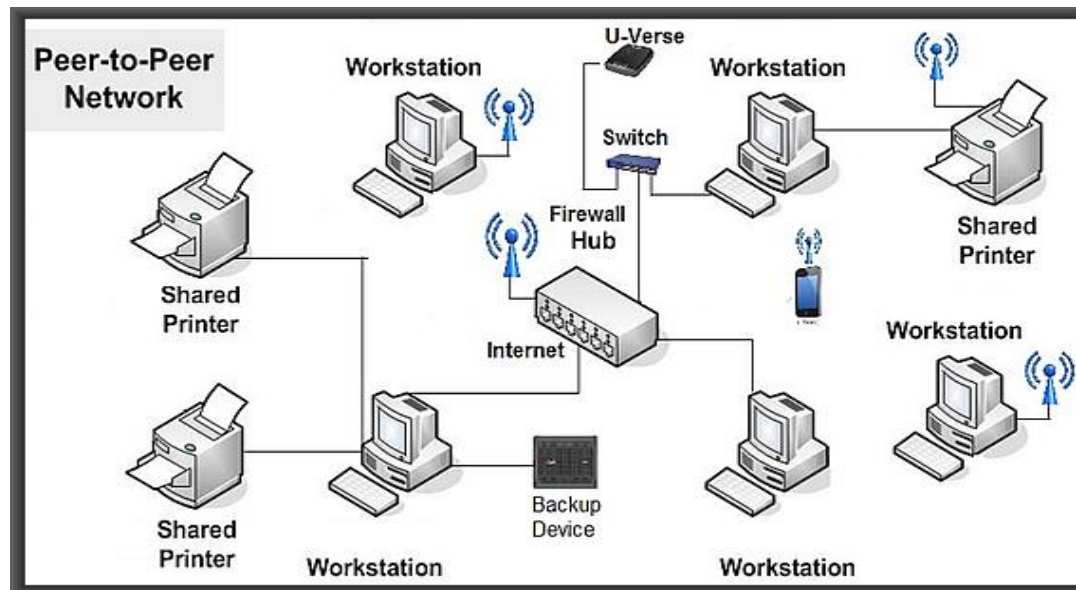 Peer-to-Peer
Network
Workstation
U-Verse
Workstation
Switch
Firewall
Hub
Shared
Printer
Shared
Printer
Internet
Workstation
Shared
Printer
Backup
Device
Workstation
Workstation